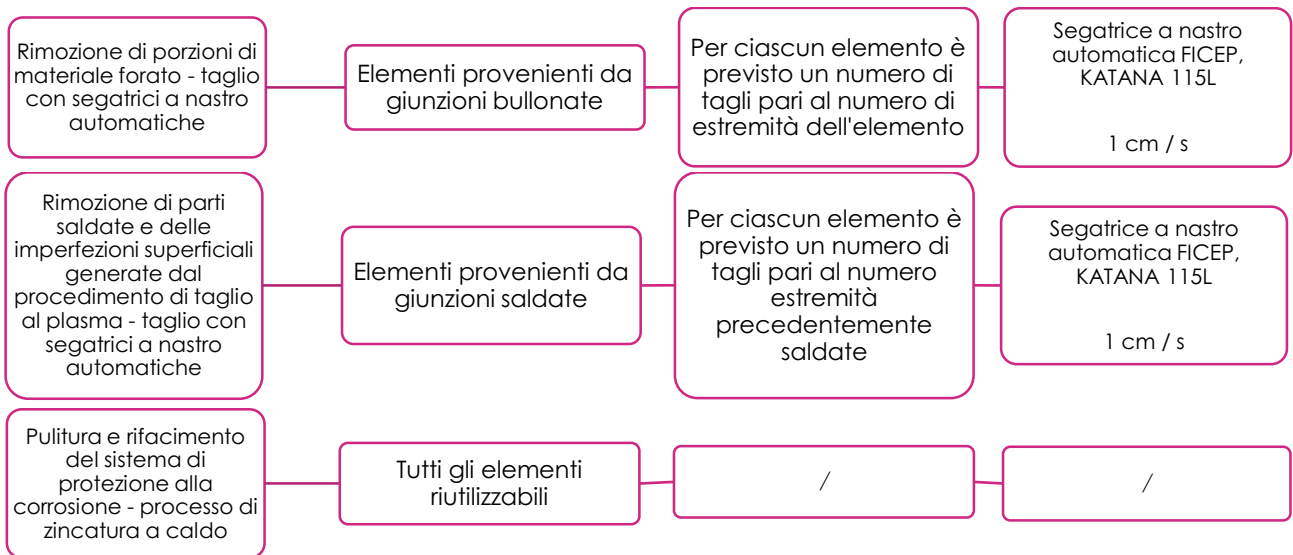 Rimozione di porzioni di
materiale forato - taglio
con segatrici a nastro
automatiche
Elementi provenienti da
giunzioni bullonate
Per ciascun elemento è
previsto un numero di
tagli pari al numero di
estremità dell'elemento
Segatrice a nastro
automatica FICEP,
KATANA 115L
1 cm / s
Rimozione di parti
saldate e delle
imperfezioni superficiali
generate dal
procedimento di taglio
al plasma - taglio con
segatrici a nastro
automatiche
Elementi provenienti da
giunzioni saldate
Per ciascun elemento è
previsto un numero di
tagli pari al numero
estremità
precedentemente
saldate
Segatrice a nastro
automatica FICEP,
KATANA 115L
1 cm / s
Pulitura e rifacimento
del sistema di
protezione alla
corrosione - processo di
zincatura a caldo
Tutti gli elementi
riutilizzabili
/
/